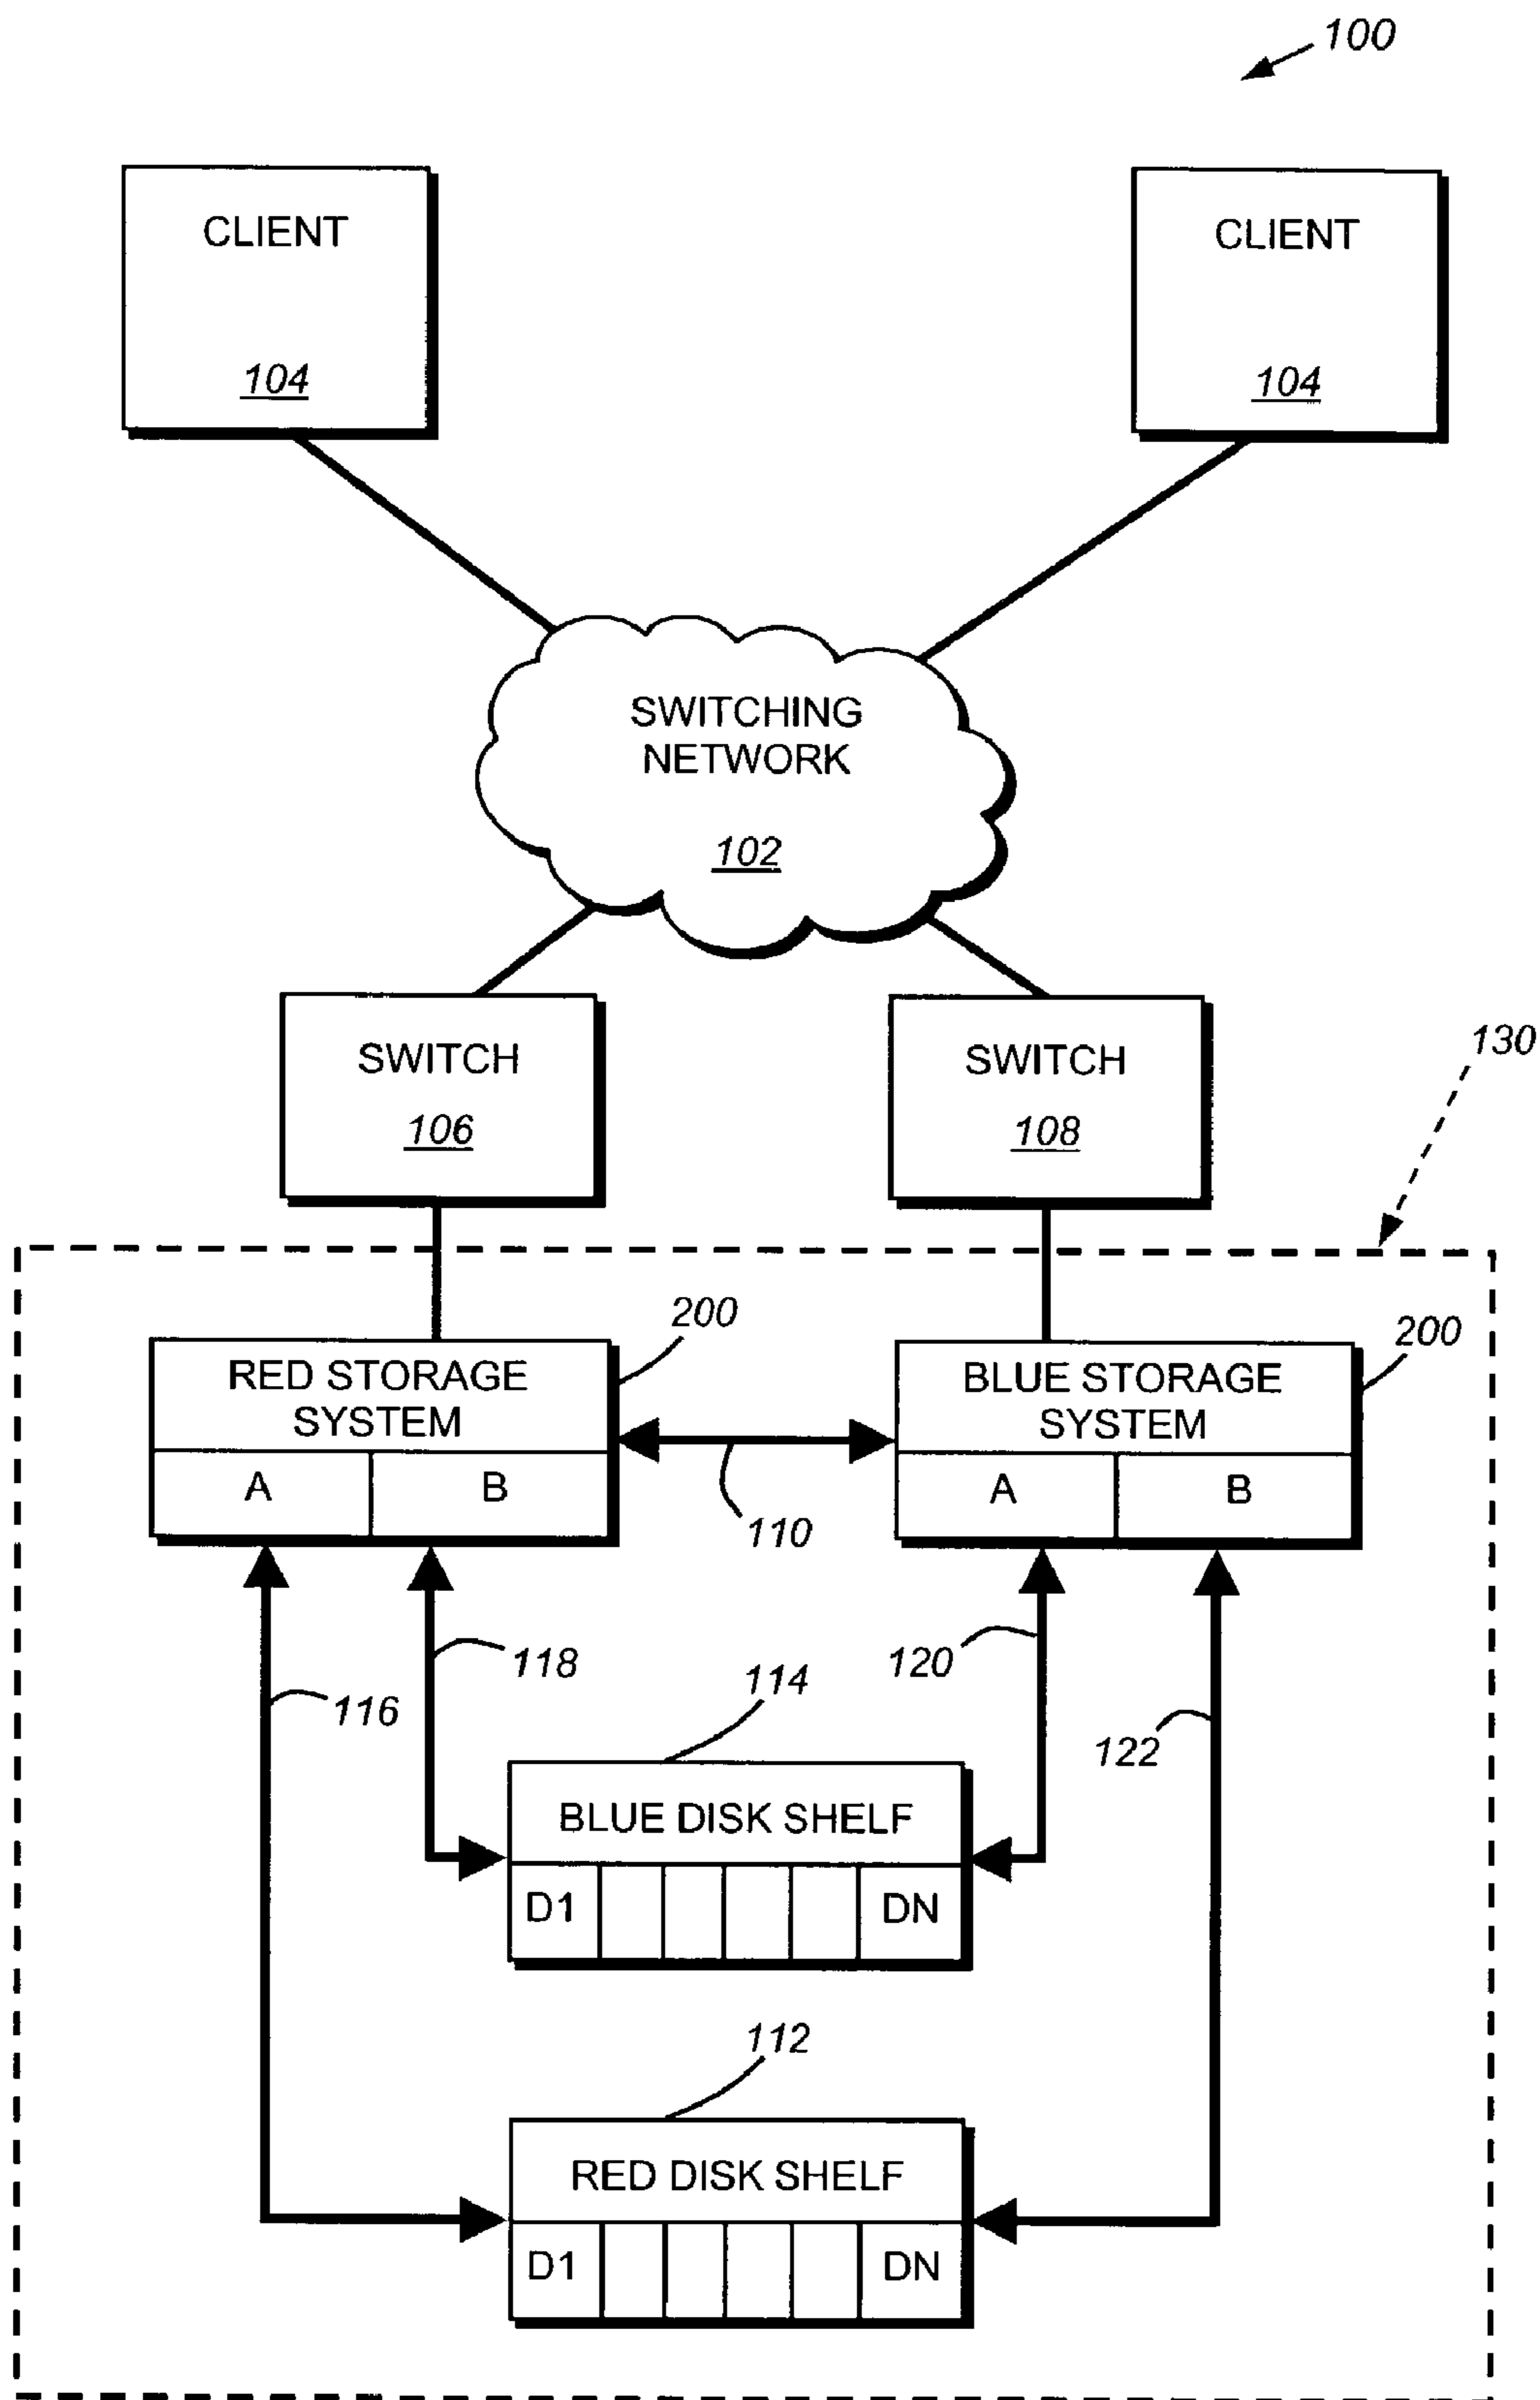 100
CLIENT
104
CLIENT
104
SWITCHING
NETWORK
102
SWITCH
106
SWITCH
108
130
RED STORAGE
SYSTEM
A
B
200
BLUE STORAGE
SYSTEM
A
B
200
110
116
118
120
122
114
BLUE DISK SHELF
D1
DN
112
RED DISK SHELF
D1
DN